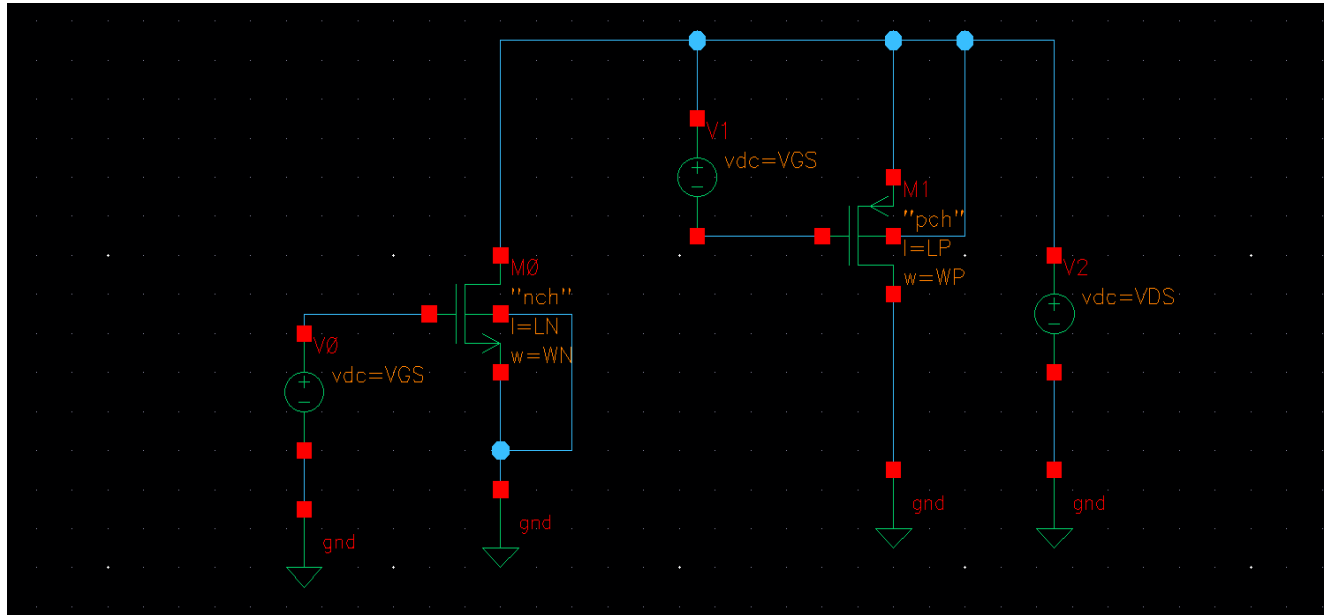 V1
vdc=VGS
M1
"pch"
l=LP
w=WP
M0
"nch"
l=LN
w=WN
V2
vdc=VDS
V0
vdc=VGS
gnd
gnd
gnd
gnd